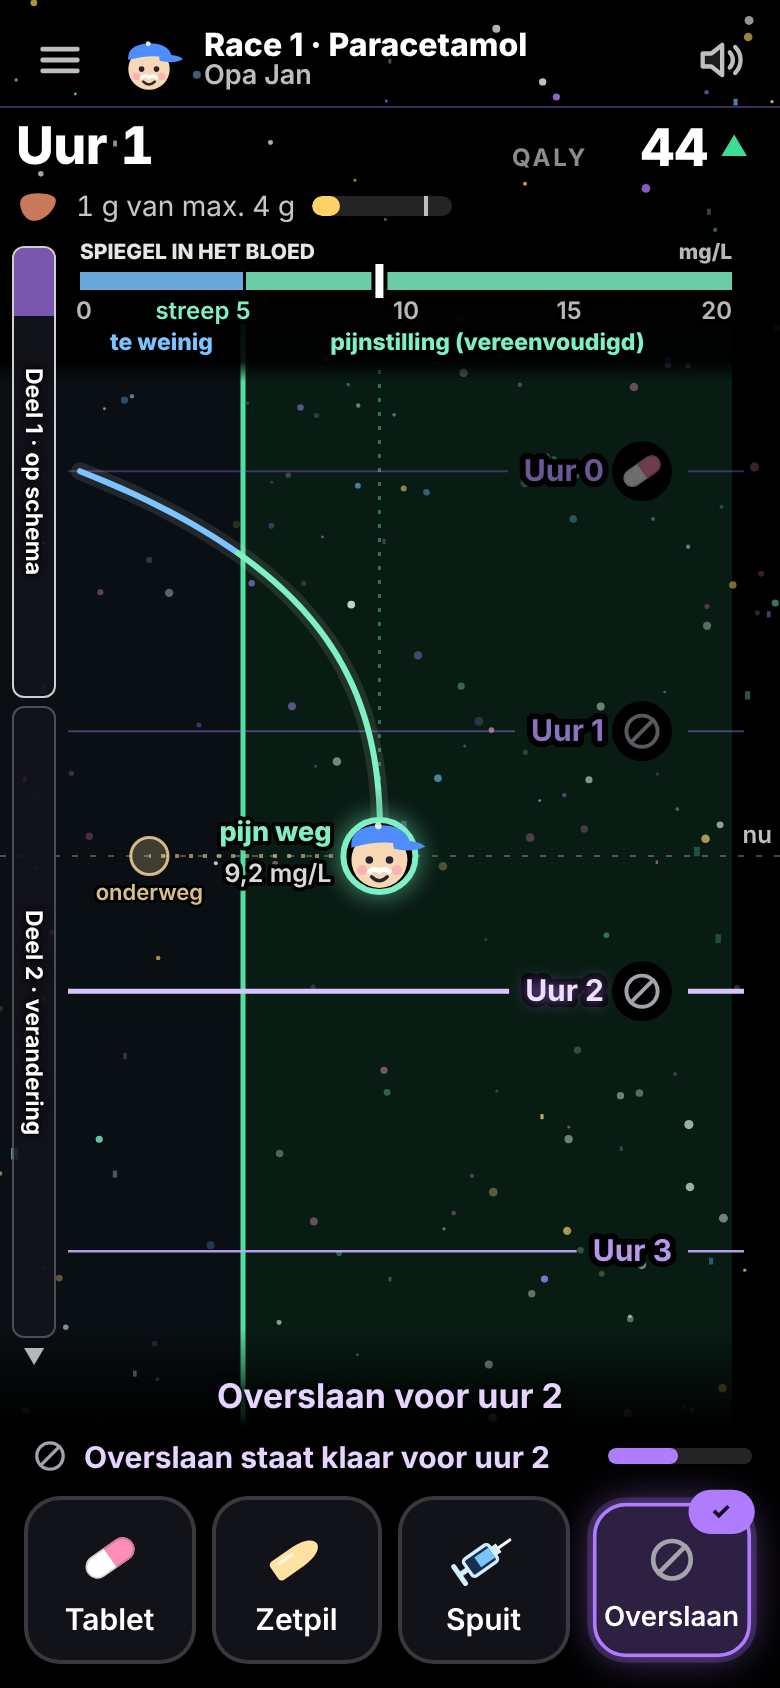 Race 1 · Paracetamol
Opa Jan
Uur 1
QALY 44
1 g van max. 4 g
SPIEGEL IN HET BLOED mg/L
0 streep 5 10 15 20
te weinig pijnstilling (vereenvoudigd)
Deel 1 · op schema
Uur 0
Uur 1
pijn weg
nu
9,2 mg/L
onderweg
Deel 2 · verandering
Uur 2
Uur 3
Overslaan voor uur 2
Overslaan staat klaar voor uur 2
Tablet Zetpil Spuit Overslaan